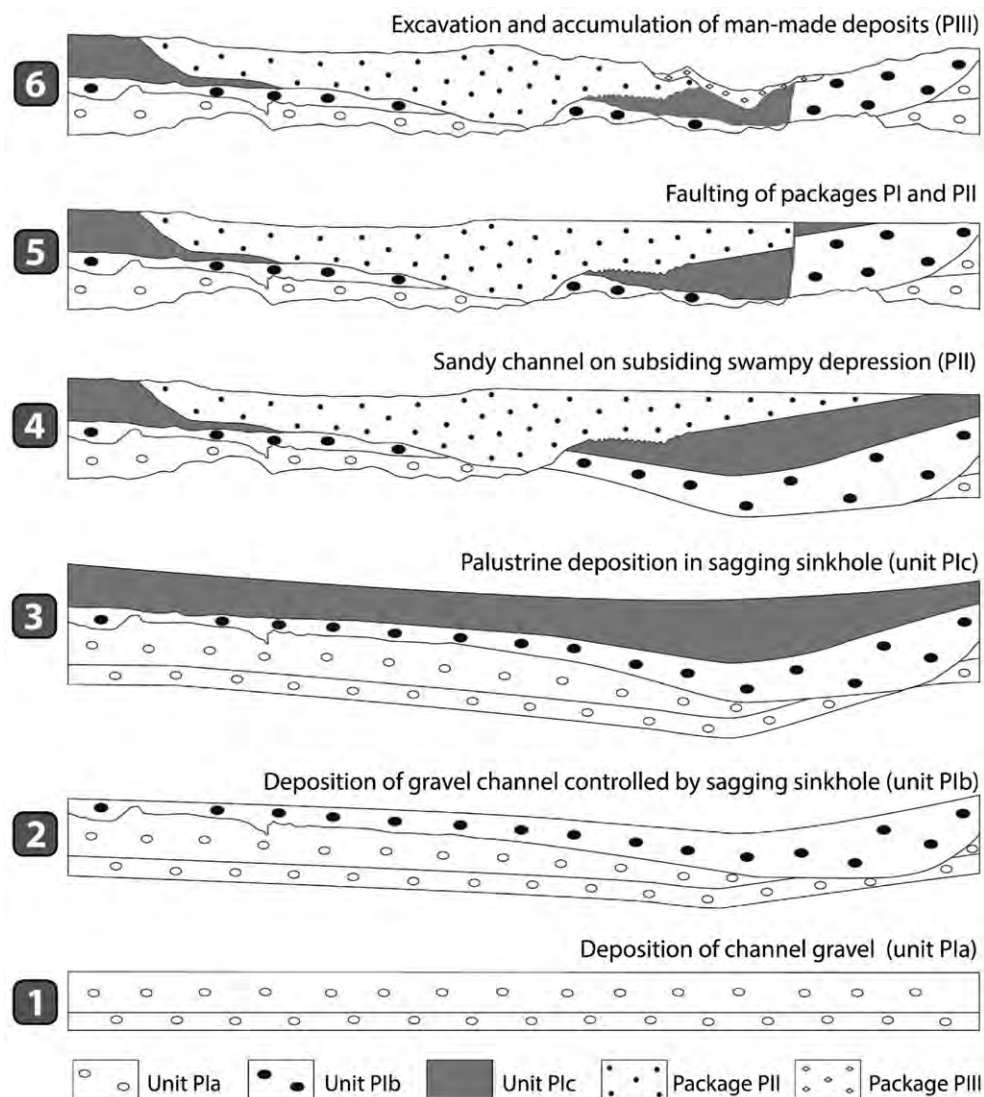 Excavation and accumulation of man-made deposits (PIII)
6
Faulting of packages PI and PII
5
Sandy channel on subsiding swampy depression (PII)
4
Palustrine deposition in sagging sinkhole (unit PIc)
3
Deposition of gravel channel controlled by sagging sinkhole (unit PIb)
2
Deposition of channel gravel (unit PIa)
1
Unit PIa Unit PIb Unit PIc Package PII Package PIII